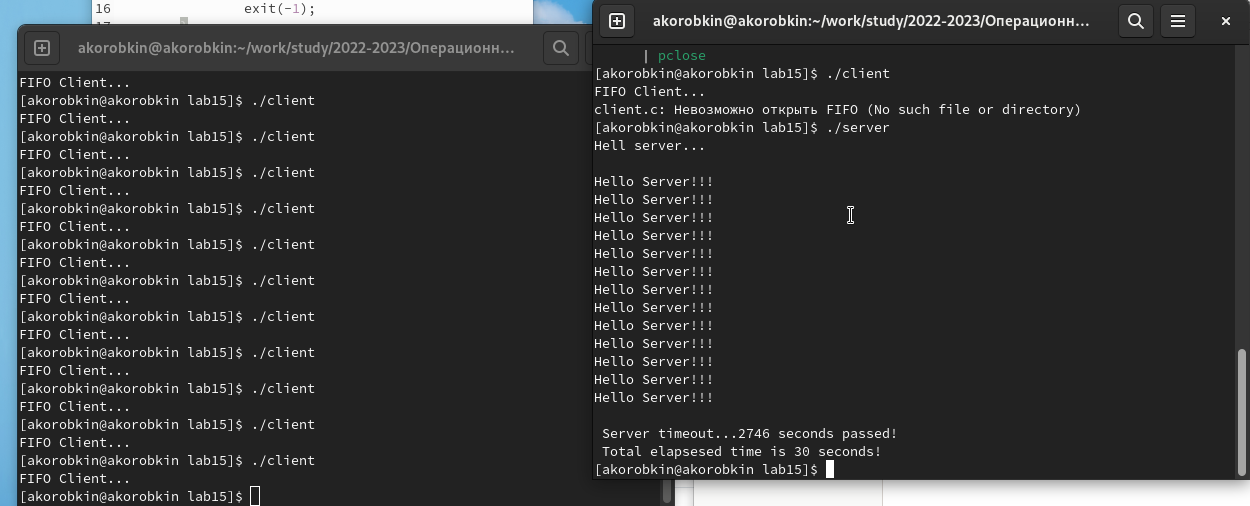 16 exit(-1);
akorobkin@akorobkin:~/work/study/2022-2023/Операционн...
FIFO Client...
[akorobkin@akorobkin lab15]$ ./client
FIFO Client...
[akorobkin@akorobkin lab15]$ ./client
FIFO Client...
[akorobkin@akorobkin lab15]$ ./client
FIFO Client...
[akorobkin@akorobkin lab15]$ ./client
FIFO Client...
[akorobkin@akorobkin lab15]$ ./client
FIFO Client...
[akorobkin@akorobkin lab15]$ ./client
FIFO Client...
[akorobkin@akorobkin lab15]$ ./client
FIFO Client...
[akorobkin@akorobkin lab15]$ ./client
FIFO Client...
[akorobkin@akorobkin lab15]$ ./client
FIFO Client...
[akorobkin@akorobkin lab15]$ ./client
FIFO Client...
[akorobkin@akorobkin lab15]$ ./client
FIFO Client...
[akorobkin@akorobkin lab15]$
akorobkin@akorobkin:~/work/study/2022-2023/Операционн...
| pclose
[akorobkin@akorobkin lab15]$ ./client
FIFO Client...
client.c: Невозможно открыть FIFO (No such file or directory)
[akorobkin@akorobkin lab15]$ ./server
Hell server...
Hello Server!!!
Hello Server!!!
Hello Server!!!
Hello Server!!!
Hello Server!!!
Hello Server!!!
Hello Server!!!
Hello Server!!!
Hello Server!!!
Hello Server!!!
Hello Server!!!
Hello Server!!!
Hello Server!!!
Server timeout...2746 seconds passed!
Total elapsesed time is 30 seconds!
[akorobkin@akorobkin lab15]$